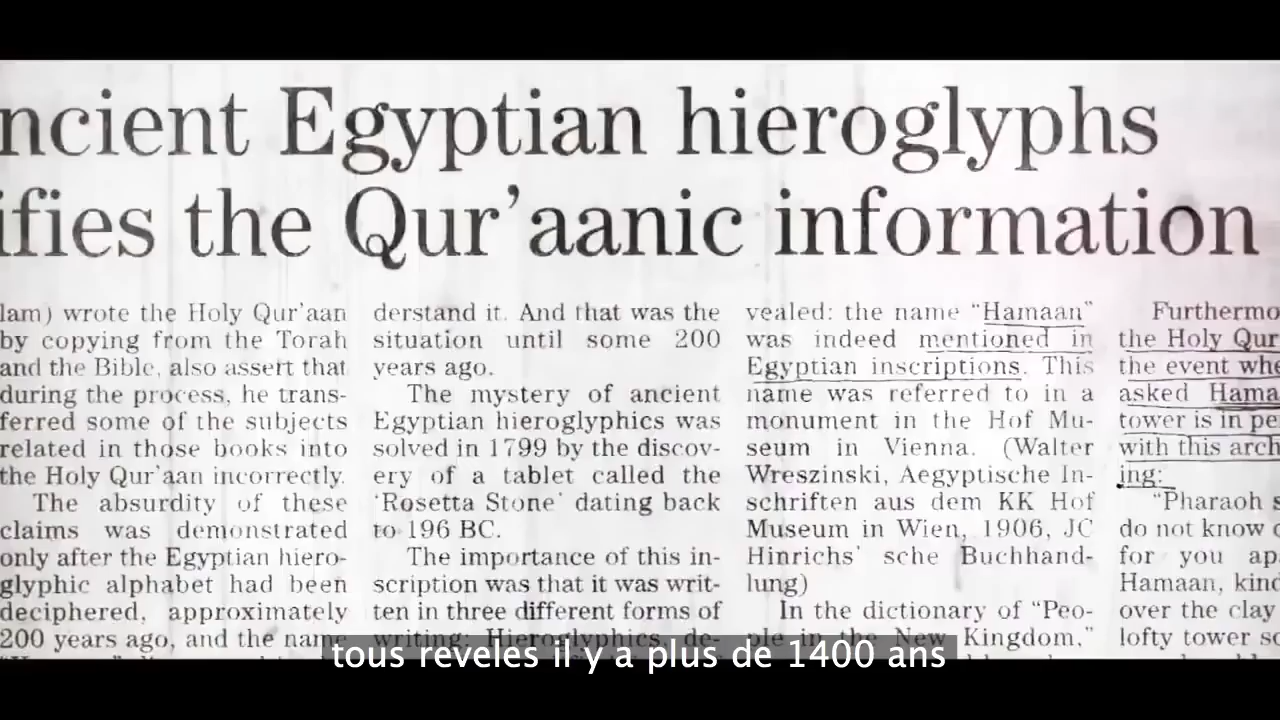 ncient Egyptian hieroglyphs
ifies the Qur'aanic information
lam) wrote the Holy Qur'aan
by copying from the Torah
and the Bible, also assert that
during the process, he trans-
ferred some of the subjects
related in those books into
the Holy Qur'aan incorrectly.
The absurdity of these
claims was demonstrated
only after the Egyptian hiero-
glyphic alphabet had been
deciphered, approximately
200 years ago, and the name
derstand it. And that was the
situation until some 200
years ago.
The mystery of ancient
Egyptian hieroglyphics was
solved in 1799 by the discov-
ery of a tablet called the
'Rosetta Stone' dating back
to 196 BC.
The importance of this in-
scription was that it was writ-
ten in three different forms of
writing: Hieroglyphics, de-
vealed: the name "Hamaan"
was indeed mentioned in
Egyptian inscriptions. This
name was referred to in a
monument in the Hof Mu-
seum in Vienna. (Walter
Wreszinski, Aegyptische In-
schriften aus dem KK Hof
Museum in Wien, 1906, JC
Hinrichs' sche Buchhand-
lung)
In the dictionary of "Peo-
ple in the New Kingdom,"
Furthermo
the Holy Qur
the event whe
asked Hama
tower is in pe
with this arch
ing:
"Pharaoh s
do not know o
for you ap
Hamaan, kind
over the clay
lofty tower so
tous reveles il y a plus de 1400 ans